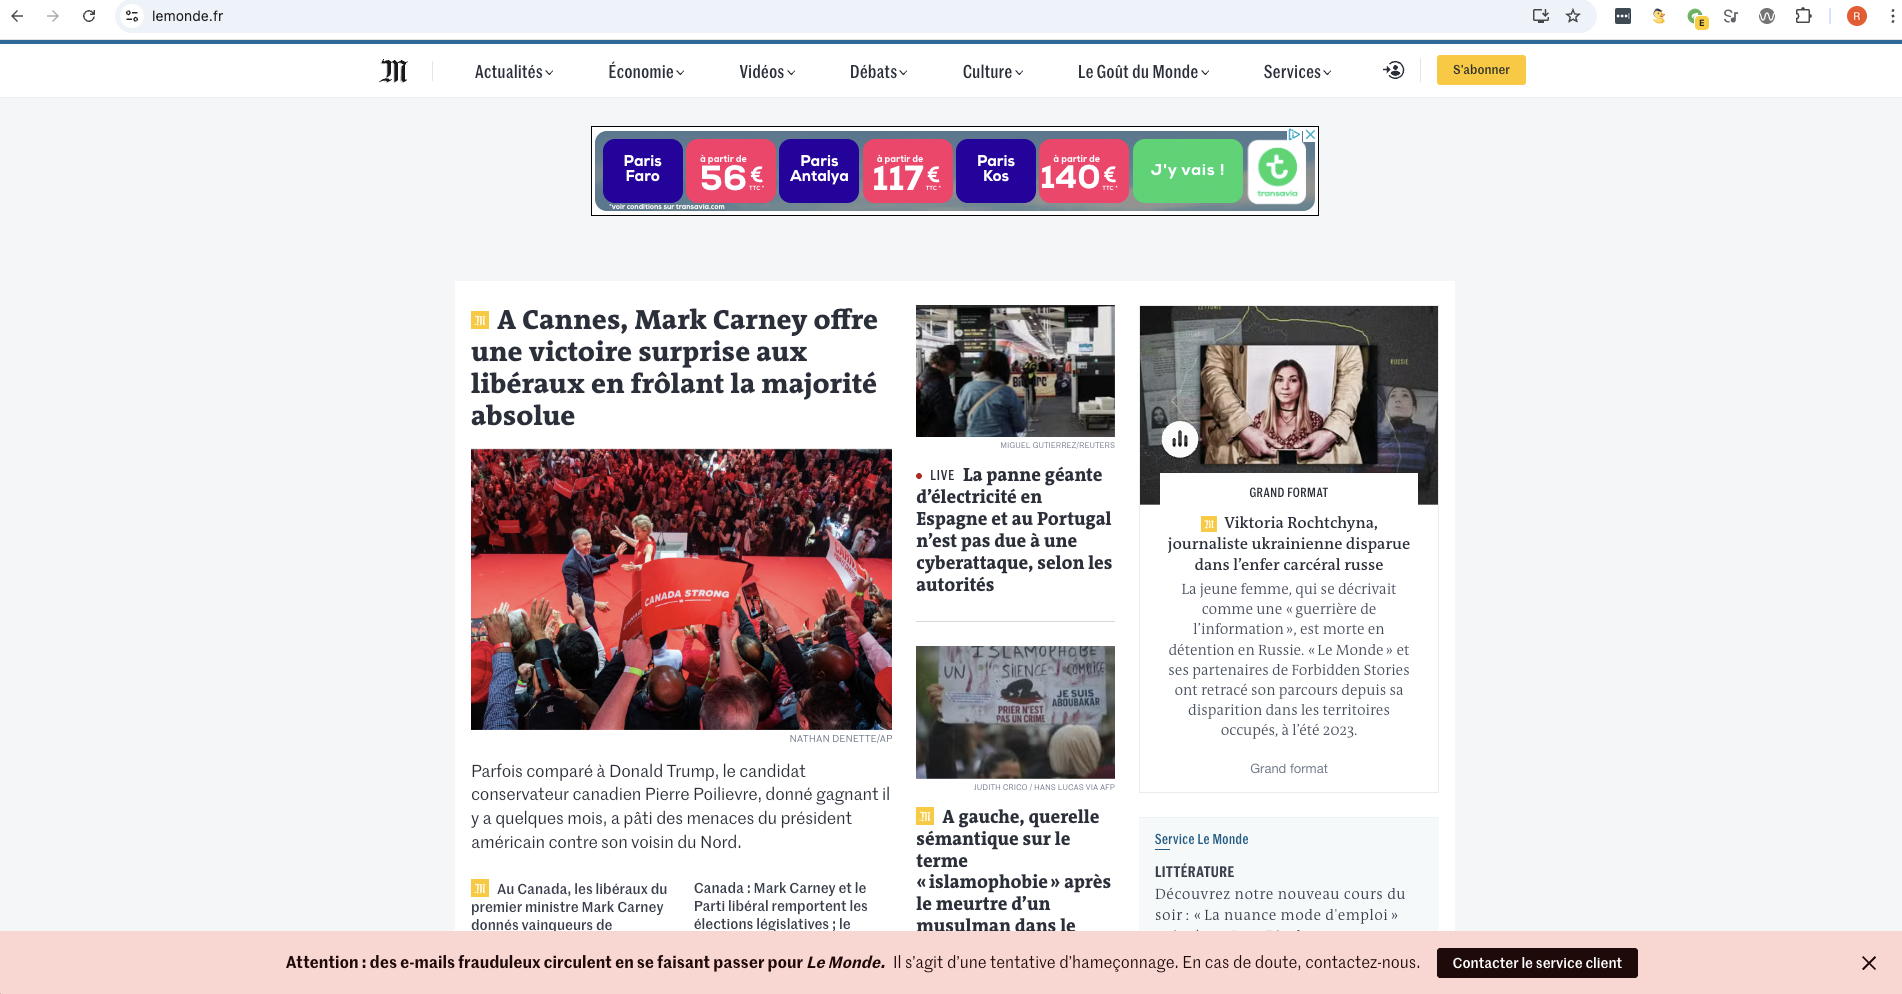 lemonde.fr
E
R
M
Actualités
Économie
Vidéos
Débats
Culture
Le Goût du Monde
Services
S'abonner
Paris
Faro
à partir de
56€
TTC *
Paris
Antalya
à partir de
117€
TTC *
Paris
Kos
à partir de
140€
TTC *
J'y vais !
transavia
*voir conditions sur transavia.com
A Cannes, Mark Carney offre
une victoire surprise aux
libéraux en frôlant la majorité
absolue
CANADA STRONG
NATHAN DENETTE/AP
Parfois comparé à Donald Trump, le candidat
conservateur canadien Pierre Poilievre, donné gagnant il
y a quelques mois, a pâti des menaces du président
américain contre son voisin du Nord.
Au Canada, les libéraux du
premier ministre Mark Carney
donnés vainqueurs de
Canada : Mark Carney et le
Parti libéral remportent les
élections législatives ; le
MIGUEL GUTIERREZ/REUTERS
LIVE La panne géante
d’électricité en
Espagne et au Portugal
n’est pas due à une
cyberattaque, selon les
autorités
ISLAMOPHOBIE
UN SILENCE COMPLICE
PRIER N'EST
PAS UN CRIME
JE SUIS
ABOUBAKAR
JUDITH CRICO / HANS LUCAS VIA AFP
A gauche, querelle
sémantique sur le
terme
« islamophobie » après
le meurtre d’un
musulman dans le
RUSSIE
GRAND FORMAT
Viktoria Rochtchyna,
journaliste ukrainienne disparue
dans l’enfer carcéral russe
La jeune femme, qui se décrivait
comme une « guerrière de
l’information », est morte en
détention en Russie. « Le Monde » et
ses partenaires de Forbidden Stories
ont retracé son parcours depuis sa
disparition dans les territoires
occupés, à l’été 2023.
Grand format
Service Le Monde
LITTÉRATURE
Découvrez notre nouveau cours du
soir : « La nuance mode d'emploi »
Attention : des e-mails frauduleux circulent en se faisant passer pour Le Monde. Il s’agit d’une tentative d’hameçonnage. En cas de doute, contactez-nous.
Contacter le service client